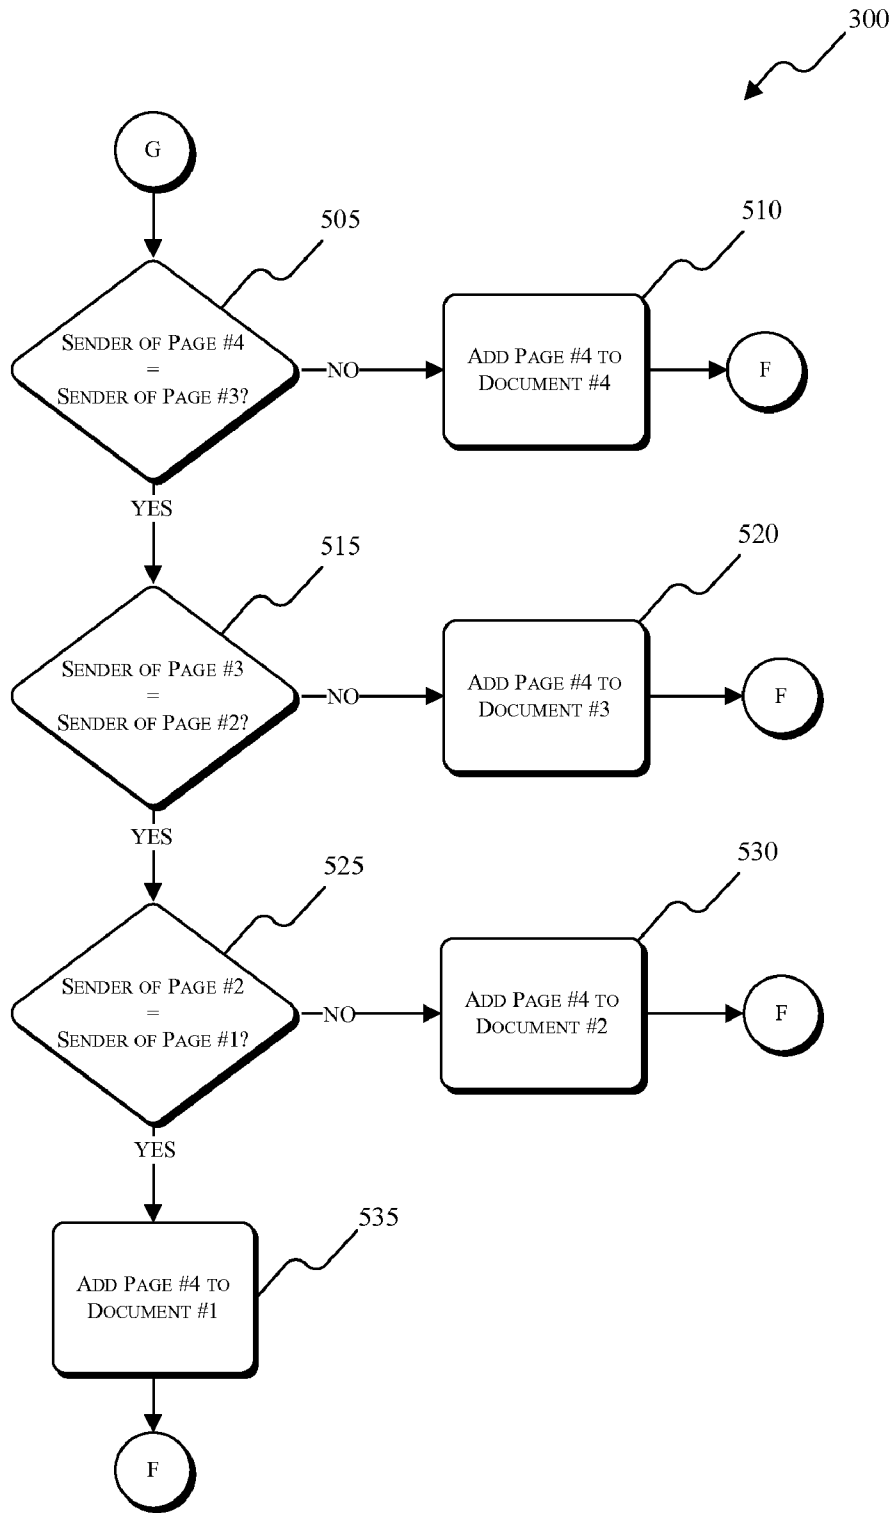 300
G
505
510
SENDER OF PAGE #4
=
SENDER OF PAGE #3?
NO
ADD PAGE #4 TO
DOCUMENT #4
F
YES
515
520
SENDER OF PAGE #3
=
SENDER OF PAGE #2?
NO
ADD PAGE #4 TO
DOCUMENT #3
F
YES
525
530
SENDER OF PAGE #2
=
SENDER OF PAGE #1?
NO
ADD PAGE #4 TO
DOCUMENT #2
F
YES
535
ADD PAGE #4 TO
DOCUMENT #1
F